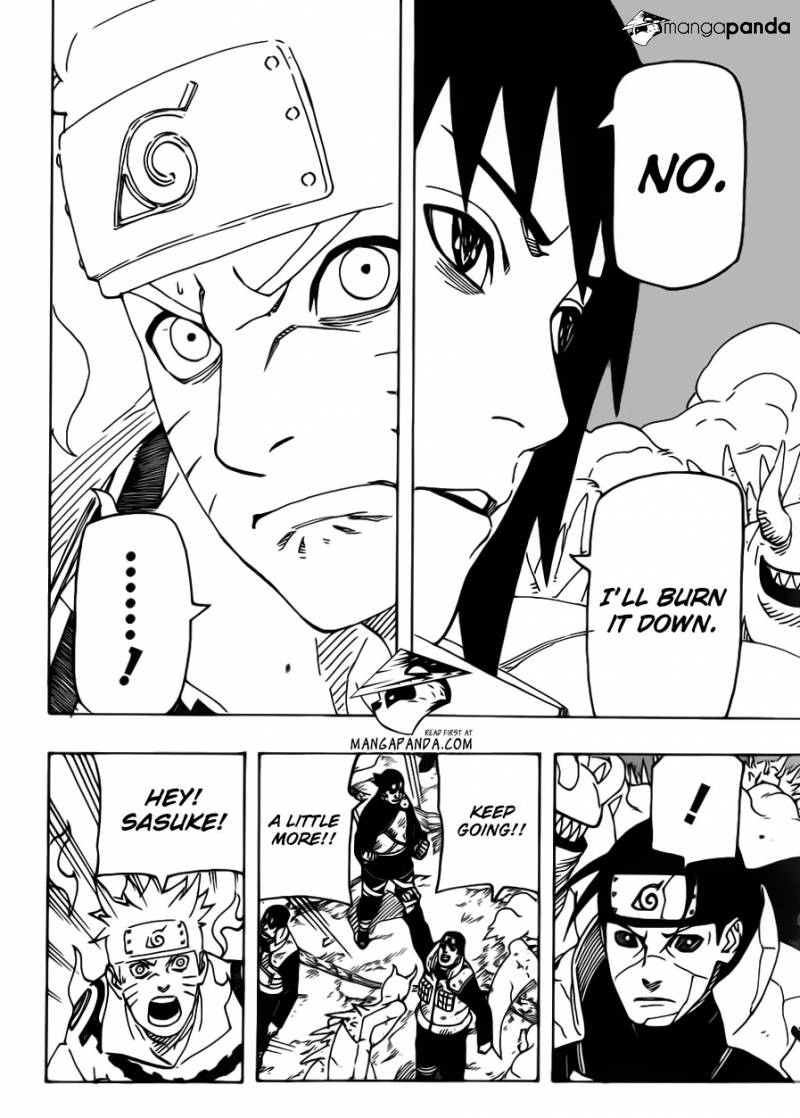 mangapanda
NO.
I'LL BURN
IT DOWN.
.......!
READ FIRST AT
MANGAPANDA.COM
!
KEEP
GOING!!
A LITTLE
MORE!!
HEY!
SASUKE!